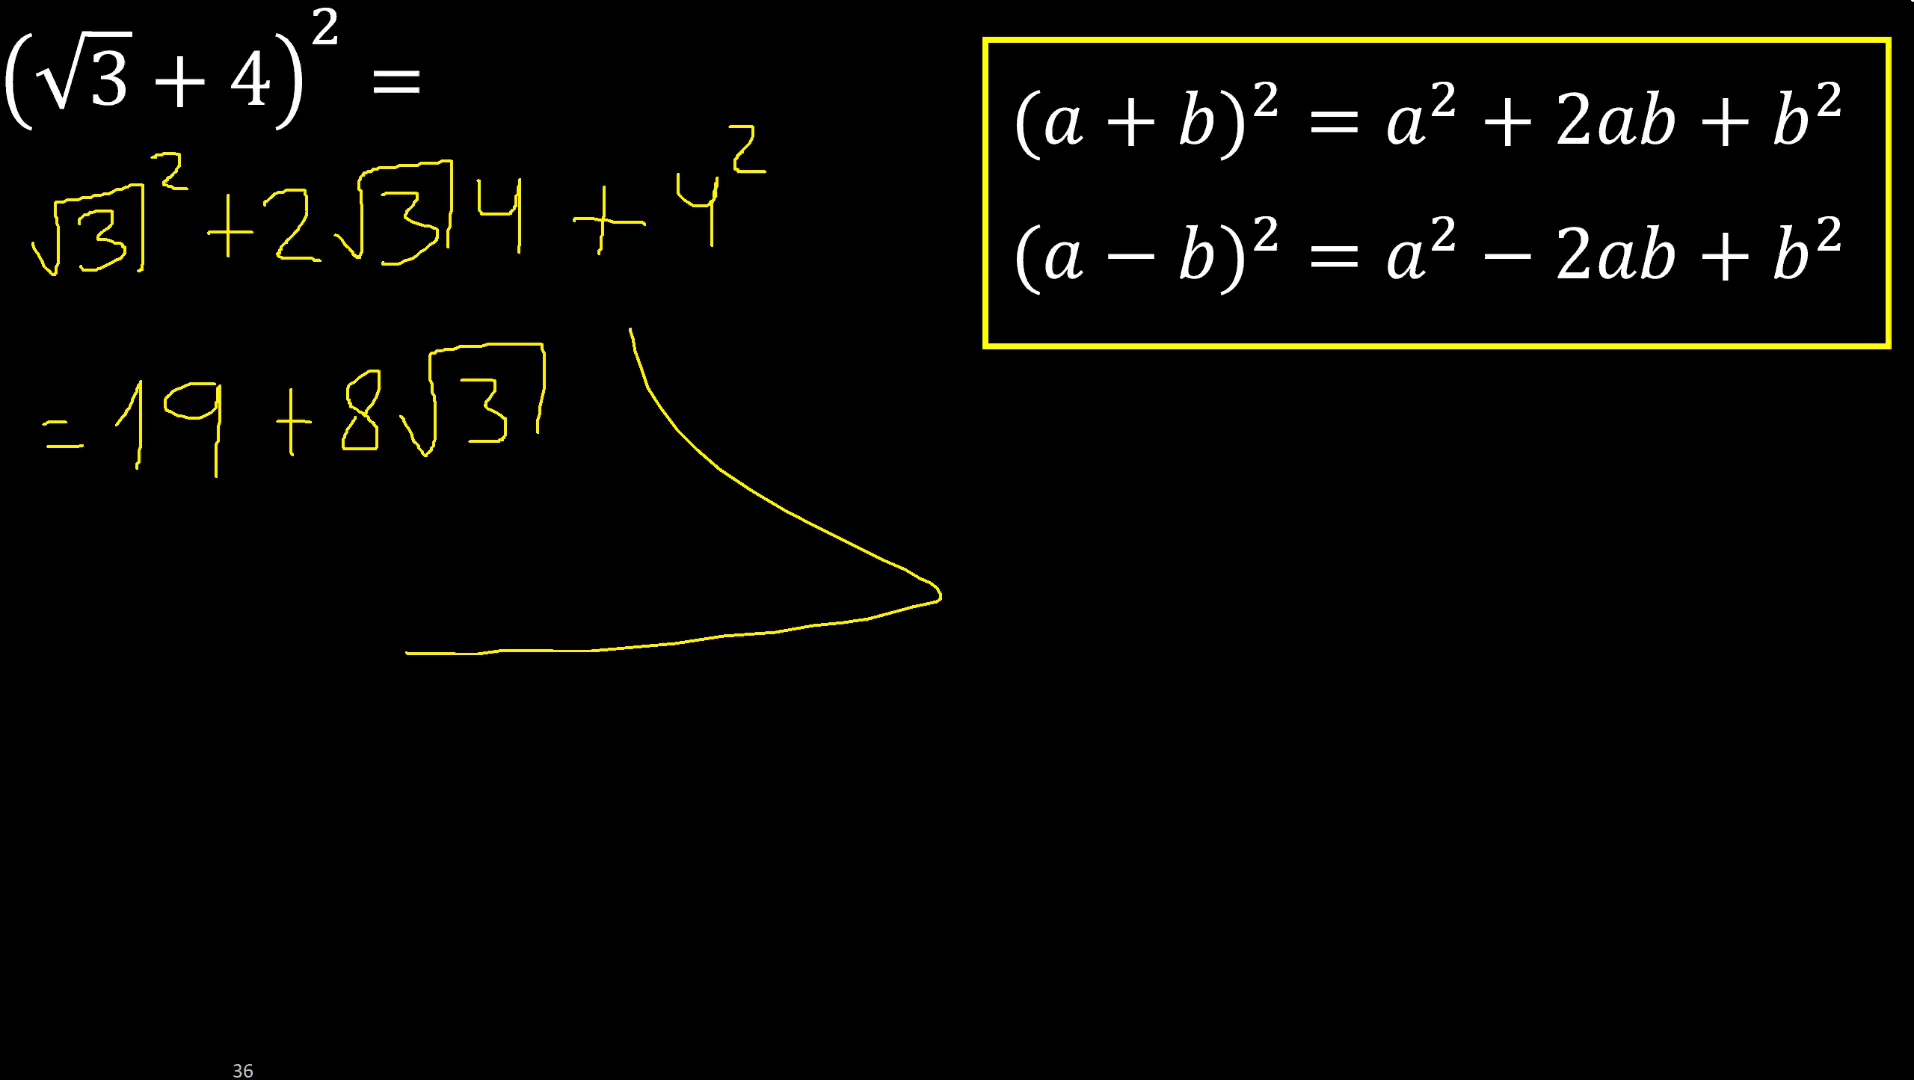 (√3 + 4)² =
√3² + 2√3 4 + 4²
= 19 + 8√3
(a + b)² = a² + 2ab + b²
(a − b)² = a² − 2ab + b²
36